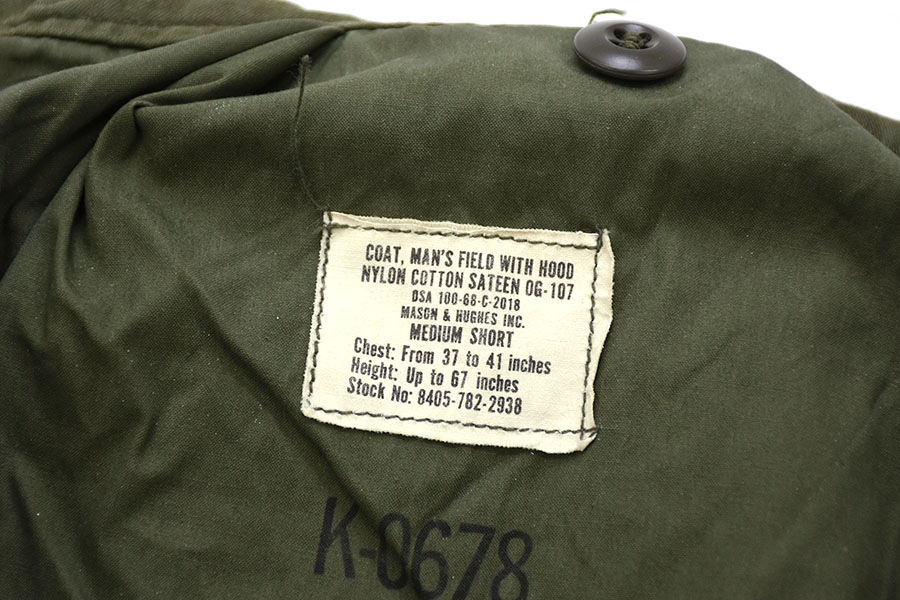 COAT, MAN'S FIELD WITH HOOD
NYLON COTTON SATEEN OG-107
DSA 100-68-C-2018
MASON & HUGHES INC.
MEDIUM SHORT
Chest: From 37 to 41 inches
Height: Up to 67 inches
Stock No: 8405-782-2938
K-0678